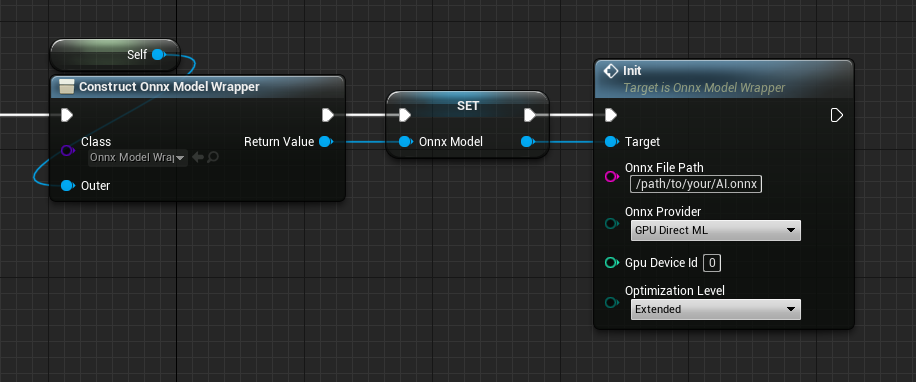 Self
Construct Onnx Model Wrapper
Class
Onnx Model Wrap
Return Value
Outer
SET
Onnx Model
Init
Target is Onnx Model Wrapper
Target
Onnx File Path
/path/to/your/AI.onnx
Onnx Provider
GPU Direct ML
Gpu Device Id 0
Optimization Level
Extended